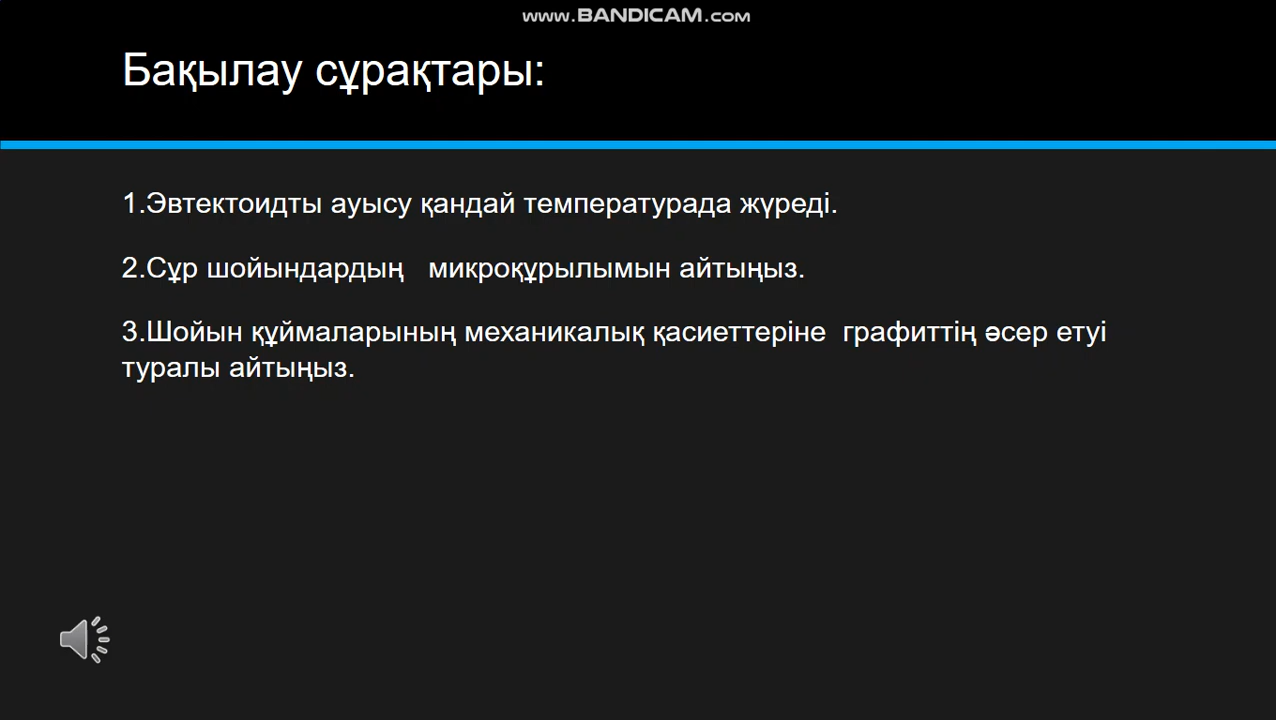 www.BANDICAM.com
Бақылау сұрақтары:
1.Эвтектоидты ауысу қандай температурада жүреді.
2.Сұр шойындардың   микроқұрылымын айтыңыз.
3.Шойын құймаларының механикалық қасиеттеріне  графиттің әсер етуі
туралы айтыңыз.